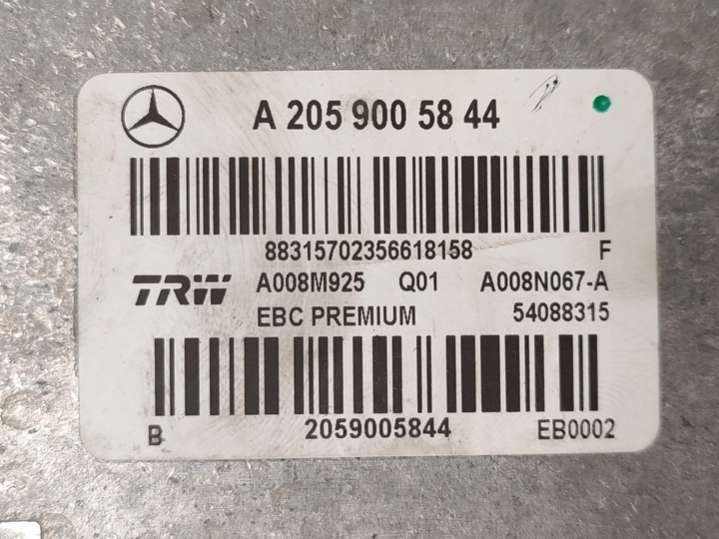 A 205 900 58 44
88315702356618158 F
TRW A008M925 Q01 A008N067-A
EBC PREMIUM 54088315
B 2059005844 EB0002